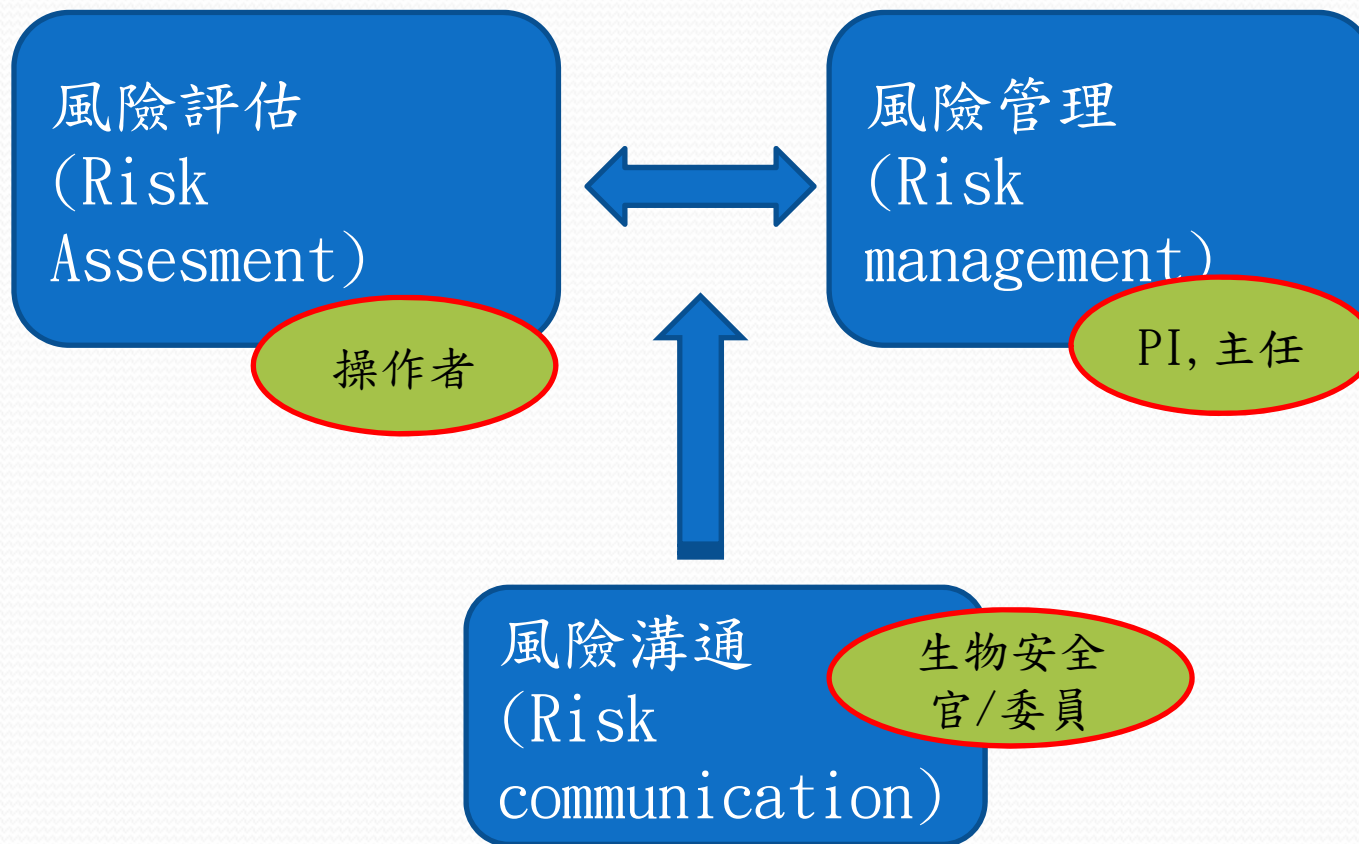 風險評估
(Risk
Assesment)
操作者
風險管理
(Risk
management)
PI,主任
風險溝通
(Risk
communication)
生物安全
官/委員